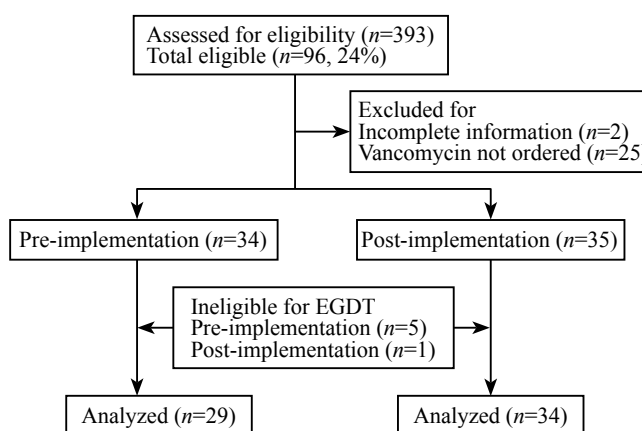 Assessed for eligibility (n=393)
Total eligible (n=96, 24%)
Excluded for
Incomplete information (n=2)
Vancomycin not ordered (n=25)
Pre-implementation (n=34)
Post-implementation (n=35)
Ineligible for EGDT
Pre-implementation (n=5)
Post-implementation (n=1)
Analyzed (n=29)
Analyzed (n=34)